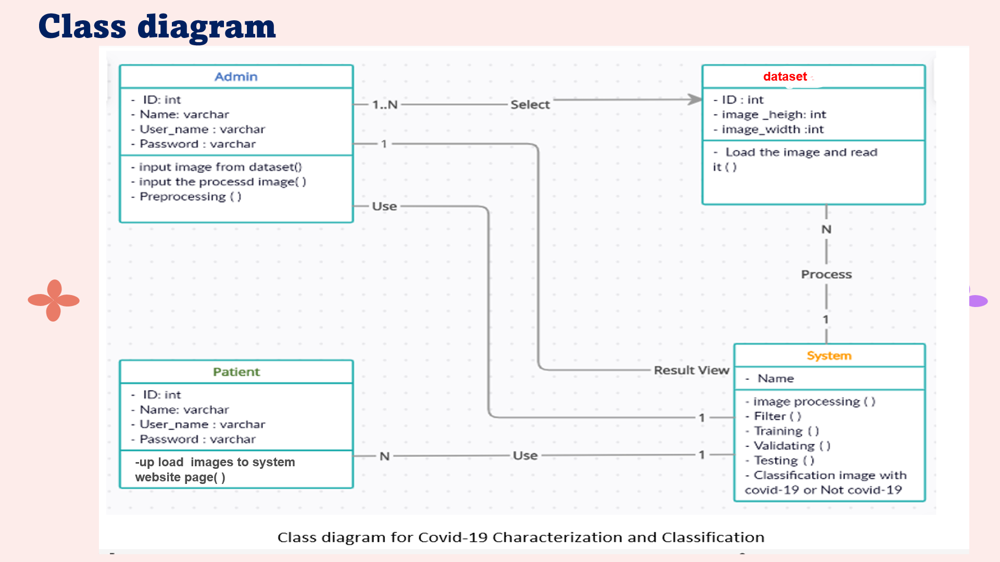 Class diagram
Admin
- ID: int
- Name: varchar
- User_name : varchar
- Password : varchar
- input image from dataset()
- input the processd image( )
- Preprocessing ( )
1..N
Select
1
Use
dataset
- ID : int
- image _heigh: int
- image_width :int
- Load the image and read
it ( )
N
Process
1
Result View
1
Patient
- ID: int
- Name: varchar
- User_name : varchar
- Password : varchar
-up load images to system
website page( )
N
Use
1
System
- Name
- image processing ( )
- Filter ( )
- Training ( )
- Validating ( )
- Testing ( )
- Classification image with
covid-19 or Not covid-19
Class diagram for Covid-19 Characterization and Classification